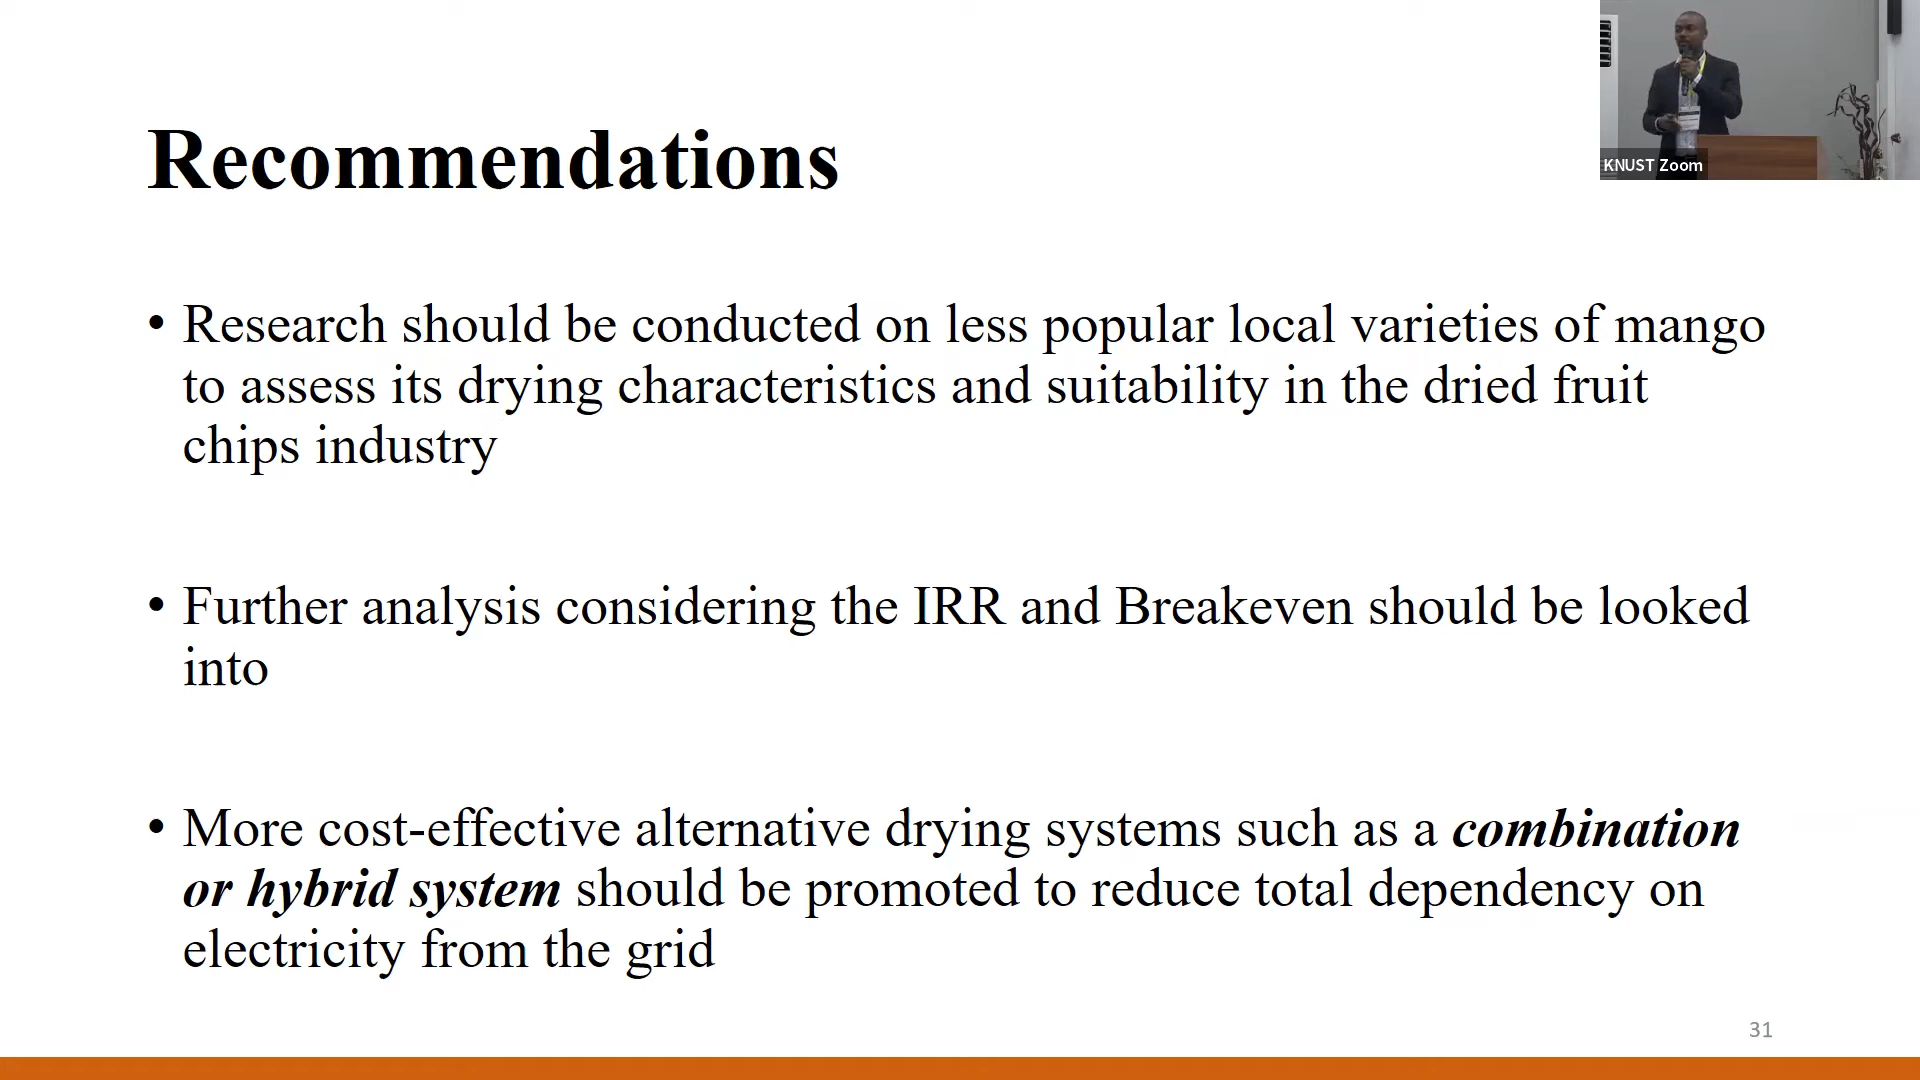 KNUST Zoom
Recommendations
• Research should be conducted on less popular local varieties of mango
to assess its drying characteristics and suitability in the dried fruit
chips industry
• Further analysis considering the IRR and Breakeven should be looked
into
• More cost-effective alternative drying systems such as a combination
or hybrid system should be promoted to reduce total dependency on
electricity from the grid
31